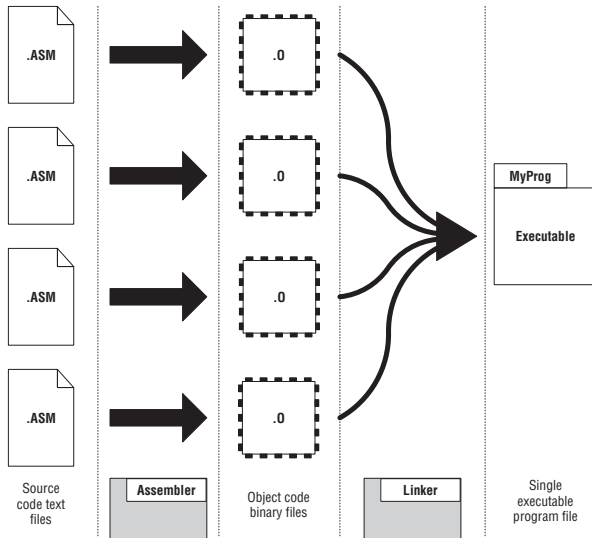 .ASM
.O
.ASM
.O
MyProg
Executable
.ASM
.O
.ASM
.O
Source
code text
files
Assembler
Object code
binary files
Linker
Single
executable
program file